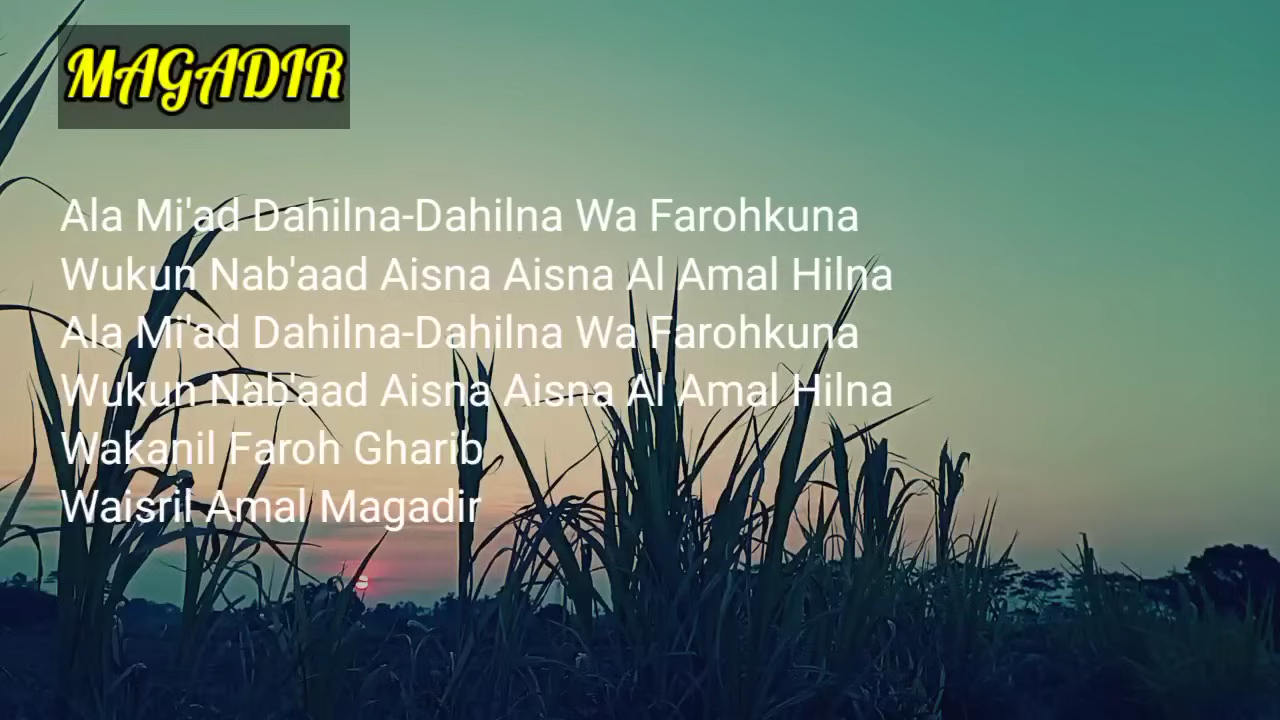 MAGADIR
Ala Mi'ad Dahilna-Dahilna Wa Farohkuna
Wukun Nab'aad Aisna Aisna Al Amal Hilna
Ala Mi'ad Dahilna-Dahilna Wa Farohkuna
Wukun Nab'aad Aisna Aisna Al Amal Hilna
Wakanil Faroh Gharib
Waisril Amal Magadir